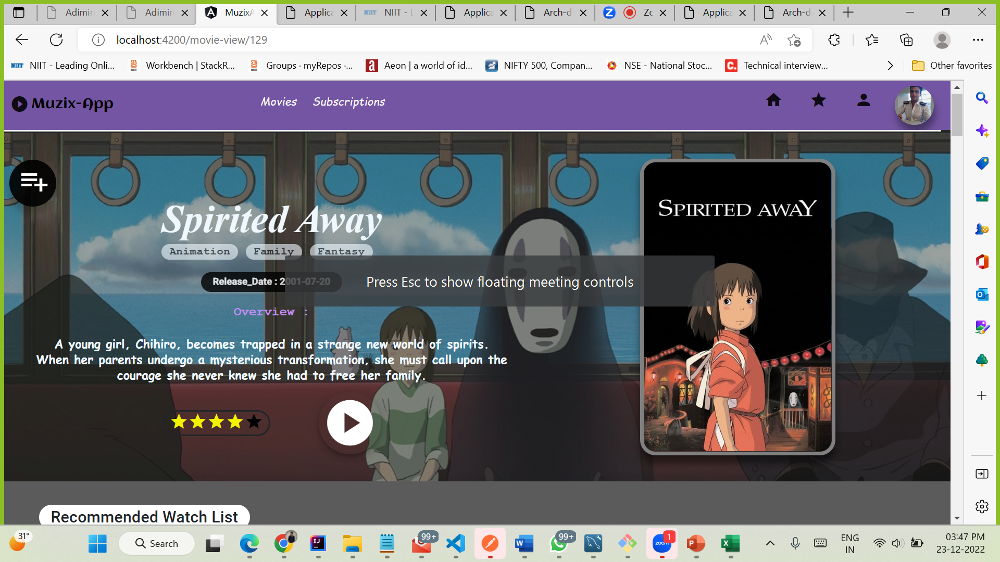 Adimir
Adimir
MuzixA
Applica
NIIT - L
Applica
Arch-d
Zo
Applica
Arch-d
localhost:4200/movie-view/129
NIIT - Leading Onli...
Workbench | StackR...
Groups · myRepos ·...
Aeon | a world of id...
NIFTY 500, Compan...
NSE - National Stoc...
Technical interview...
Other favorites
Muzix-App
Movies
Subscriptions
Spirited Away
Animation
Family
Fantasy
SPIRITED AWAY
Release_Date : 2001-07-20
Press Esc to show floating meeting controls
Overview :
A young girl, Chihiro, becomes trapped in a strange new world of spirits.
When her parents undergo a mysterious transformation, she must call upon the
courage she never knew she had to free her family.
Recommended Watch List
31°
Search
99+
99+
zoom
1
ENG
IN
03:47 PM
23-12-2022